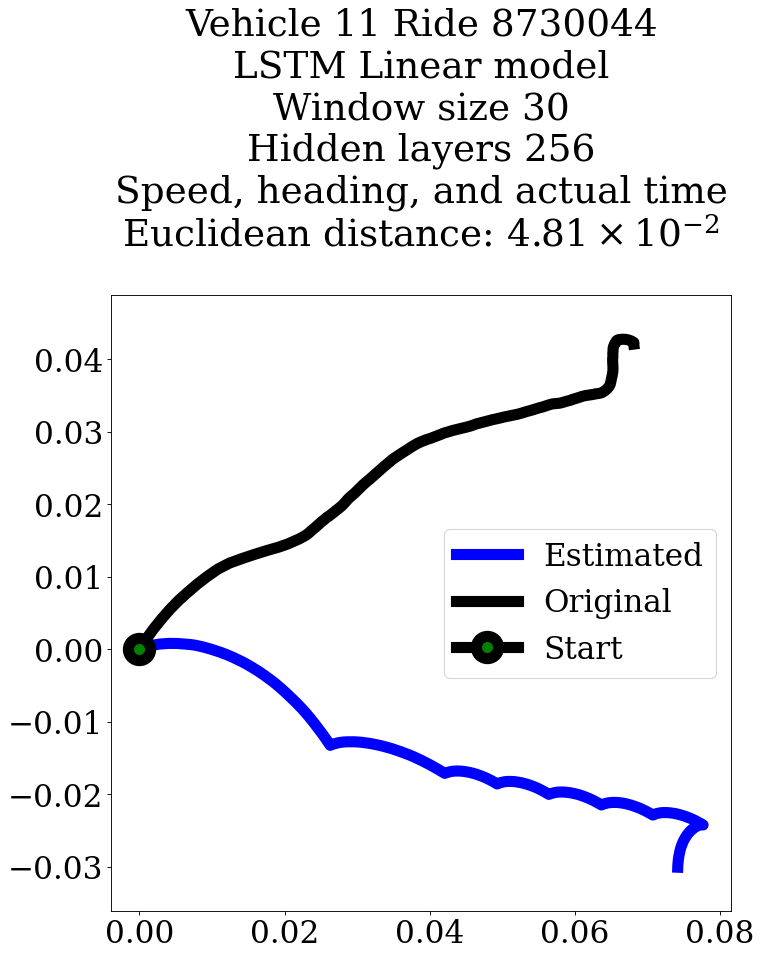 Vehicle 11 Ride 8730044
LSTM Linear model
Window size 30
Hidden layers 256
Speed, heading, and actual time
Euclidean distance: 4.81 × 10⁻²
0.04
0.03
0.02
0.01
0.00
−0.01
−0.02
−0.03
Estimated
Original
Start
0.00 0.02 0.04 0.06 0.08